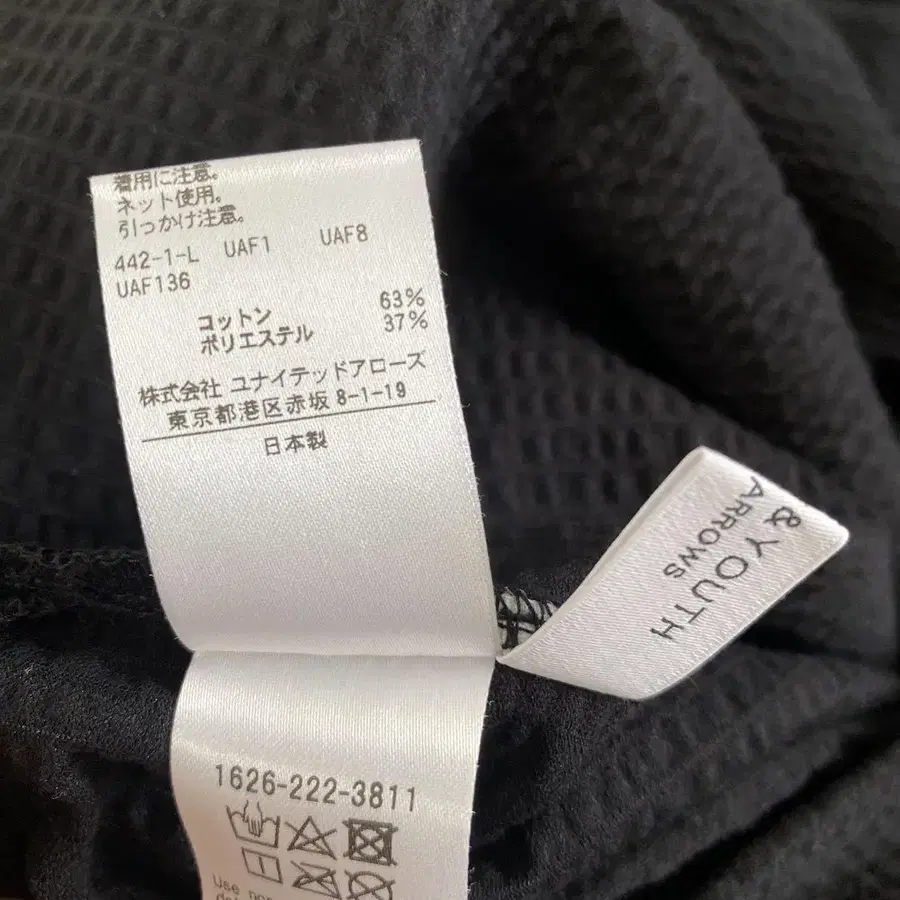 着用に注意。
ネット使用。
引っかけ注意。
442-1-L UAF1 UAF8
UAF136
コットン 63%
ポリエステル 37%
株式会社 ユナイテッドアローズ
東京都港区赤坂 8-1-19
日本製
& YOUTH
ARROWS
1626-222-3811
Use